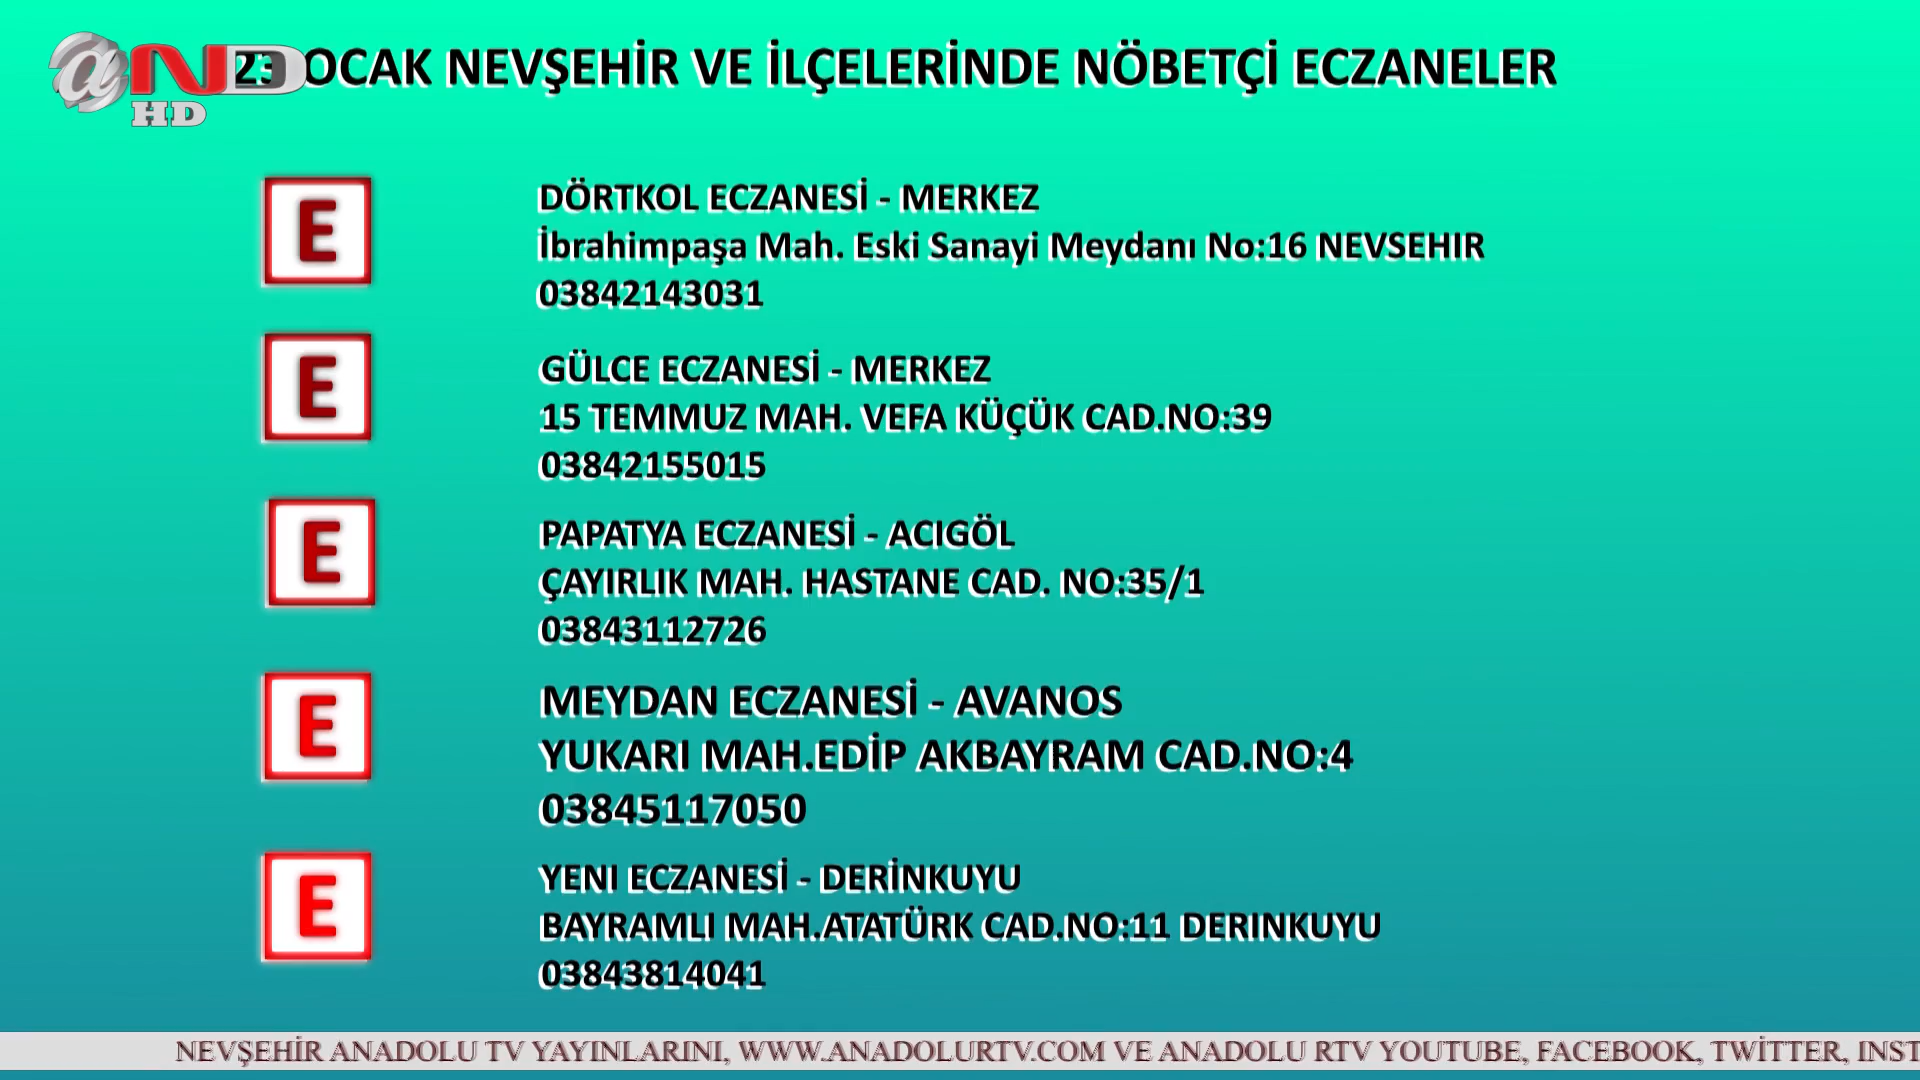 @ND HD
23 OCAK NEVŞEHİR VE İLÇELERİNDE NÖBETÇİ ECZANELER
E
DÖRTKOL ECZANESİ - MERKEZ
İbrahimpaşa Mah. Eski Sanayi Meydanı No:16 NEVSEHIR
03842143031
E
GÜLCE ECZANESİ - MERKEZ
15 TEMMUZ MAH. VEFA KÜÇÜK CAD.NO:39
03842155015
E
PAPATYA ECZANESİ - ACIGÖL
ÇAYIRLIK MAH. HASTANE CAD. NO:35/1
03843112726
E
MEYDAN ECZANESİ - AVANOS
YUKARI MAH.EDİP AKBAYRAM CAD.NO:4
03845117050
E
YENI ECZANESİ - DERİNKUYU
BAYRAMLI MAH.ATATÜRK CAD.NO:11 DERINKUYU
03843814041
NEVŞEHİR ANADOLU TV YAYINLARINI, WWW.ANADOLURTV.COM VE ANADOLU RTV YOUTUBE, FACEBOOK, TWİTTER, INST